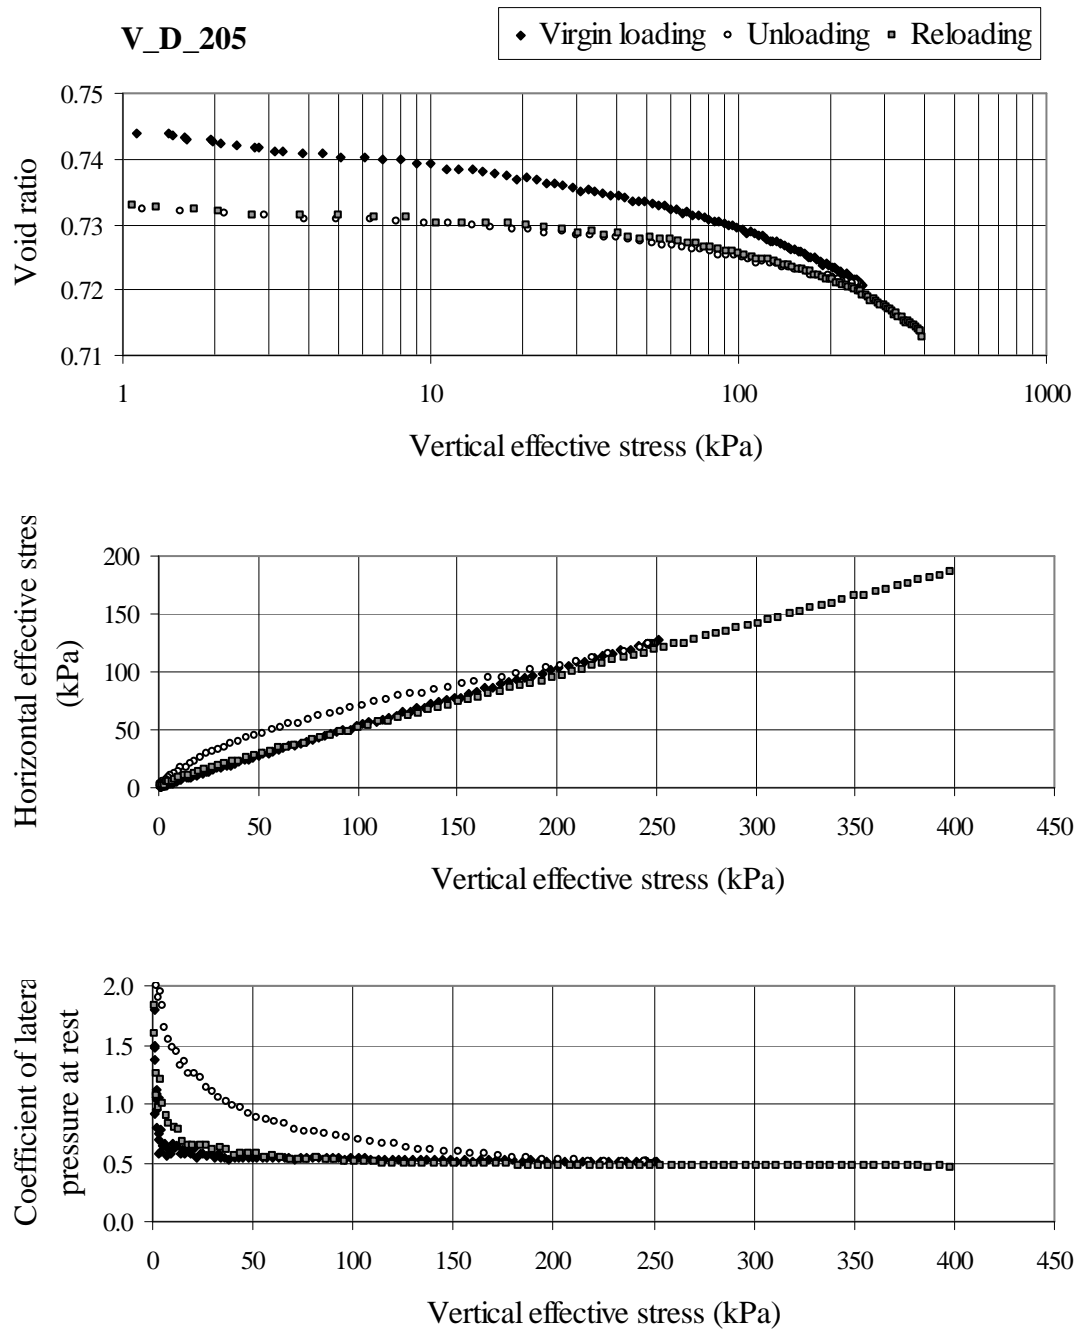 V_D_205
Virgin loading Unloading Reloading
0.75
0.74
0.73
0.72
0.71
Void ratio
1 10 100 1000
Vertical effective stress (kPa)
200
150
100
50
0
Horizontal effective stres
(kPa)
0 50 100 150 200 250 300 350 400 450
Vertical effective stress (kPa)
2.0
1.5
1.0
0.5
0.0
Coefficient of latera
pressure at rest
0 50 100 150 200 250 300 350 400 450
Vertical effective stress (kPa)